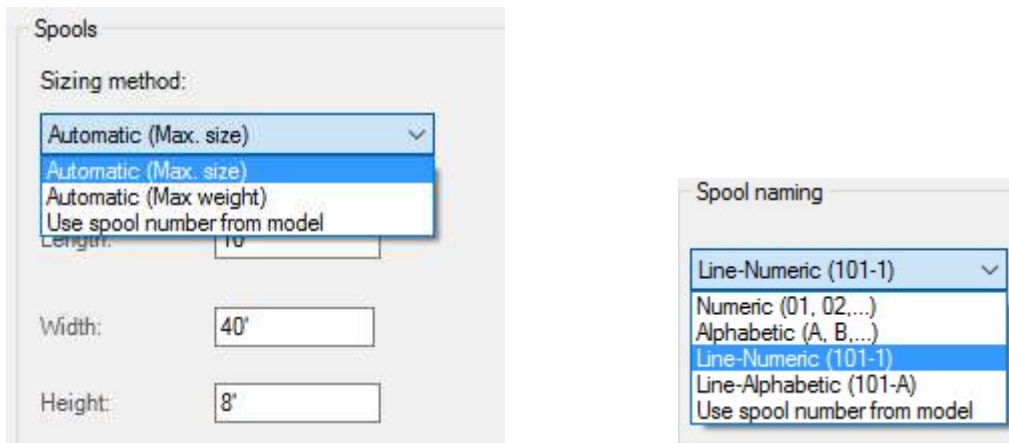 Spools
Sizing method:
Automatic (Max. size)
Automatic (Max. size)
Automatic (Max weight)
Use spool number from model
Length:
10'
Width:
40'
Height:
8'
Spool naming
Line-Numeric (101-1)
Numeric (01, 02,...)
Alphabetic (A, B,...)
Line-Numeric (101-1)
Line-Alphabetic (101-A)
Use spool number from model